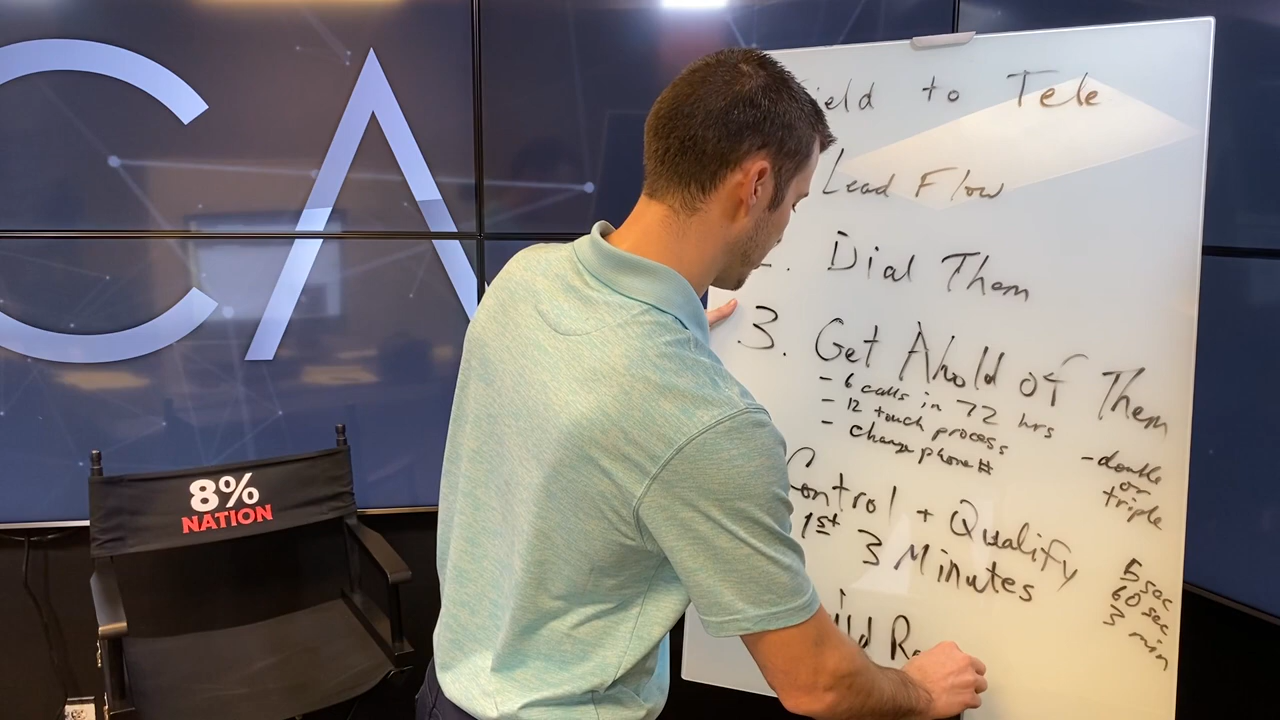 CA
8%
NATION
ield to Tele
Lead Flow
Dial Them
3. Get Ahold of Them
- 6 calls in 72 hrs
- 12 touch process
- change phone #
- double
or
triple
Control + Qualify
1st 3 Minutes
5 sec
60 sec
3 min